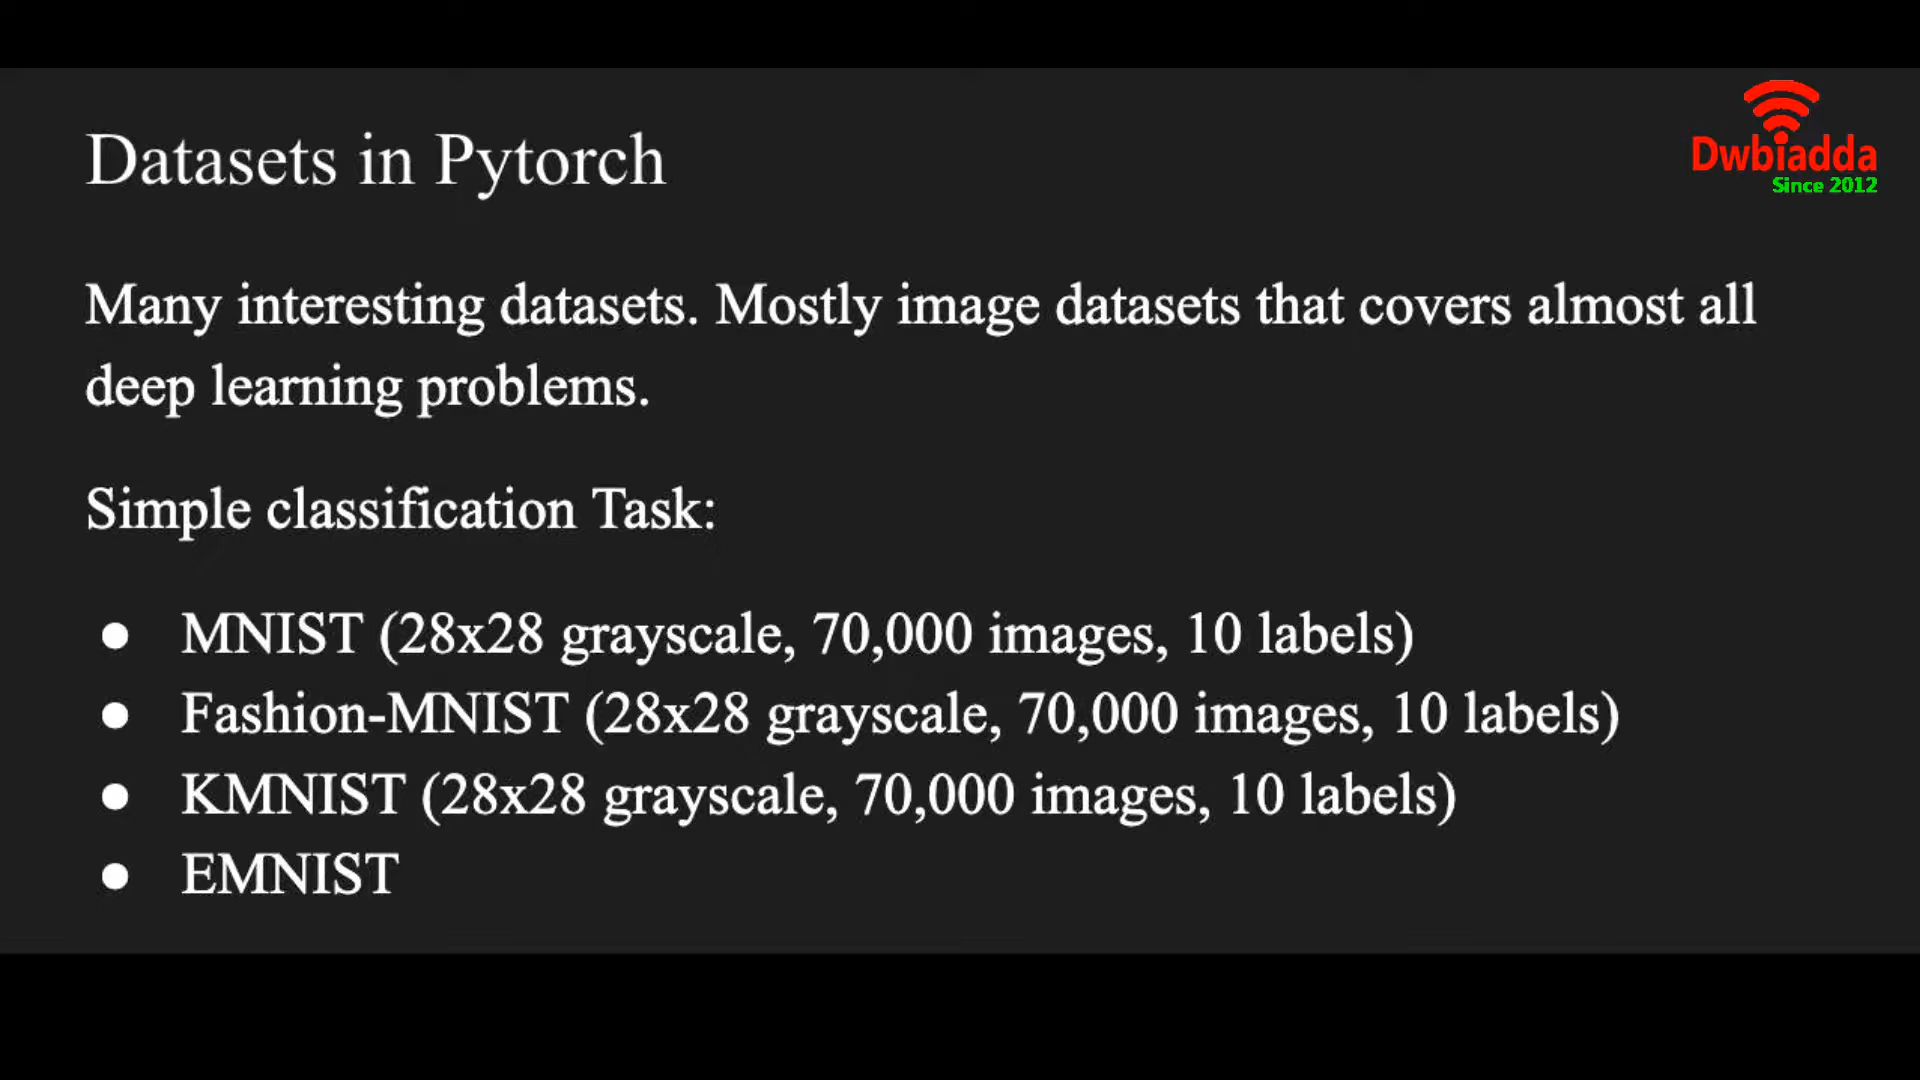 Dwbiadda
Since 2012
Datasets in Pytorch
Many interesting datasets. Mostly image datasets that covers almost all
deep learning problems.
Simple classification Task:
● MNIST (28x28 grayscale, 70,000 images, 10 labels)
● Fashion-MNIST (28x28 grayscale, 70,000 images, 10 labels)
● KMNIST (28x28 grayscale, 70,000 images, 10 labels)
● EMNIST